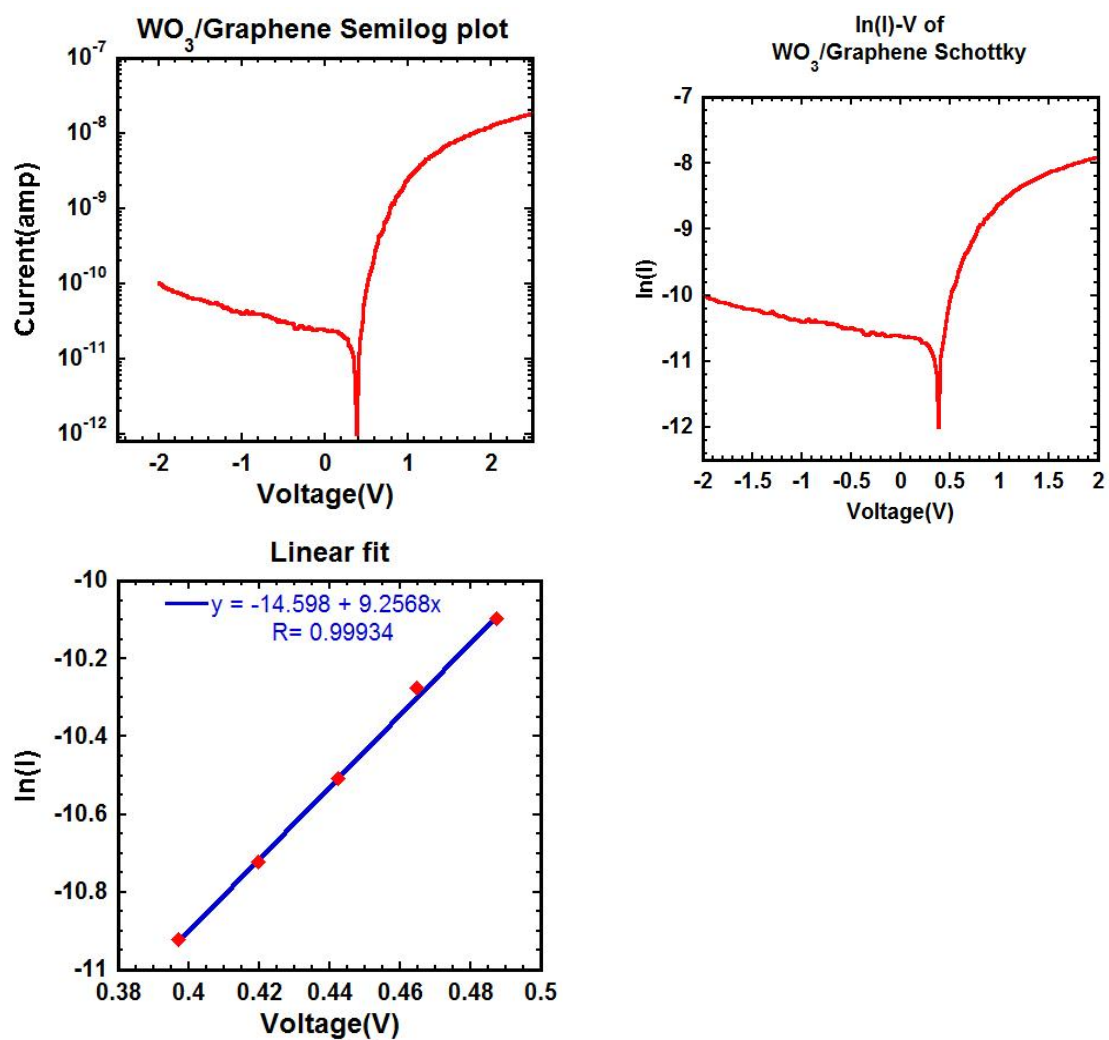 WO3/Graphene Semilog plot
10-7
10-8
10-9
10-10
10-11
10-12
Current(amp)
-2 -1 0 1 2
Voltage(V)
ln(I)-V of
WO3/Graphene Schottky
-7
-8
-9
-10
-11
-12
ln(I)
-2 -1.5 -1 -0.5 0 0.5 1 1.5 2
Voltage(V)
Linear fit
y = -14.598 + 9.2568x
R= 0.99934
-10
-10.2
-10.4
-10.6
-10.8
-11
ln(I)
0.38 0.4 0.42 0.44 0.46 0.48 0.5
Voltage(V)